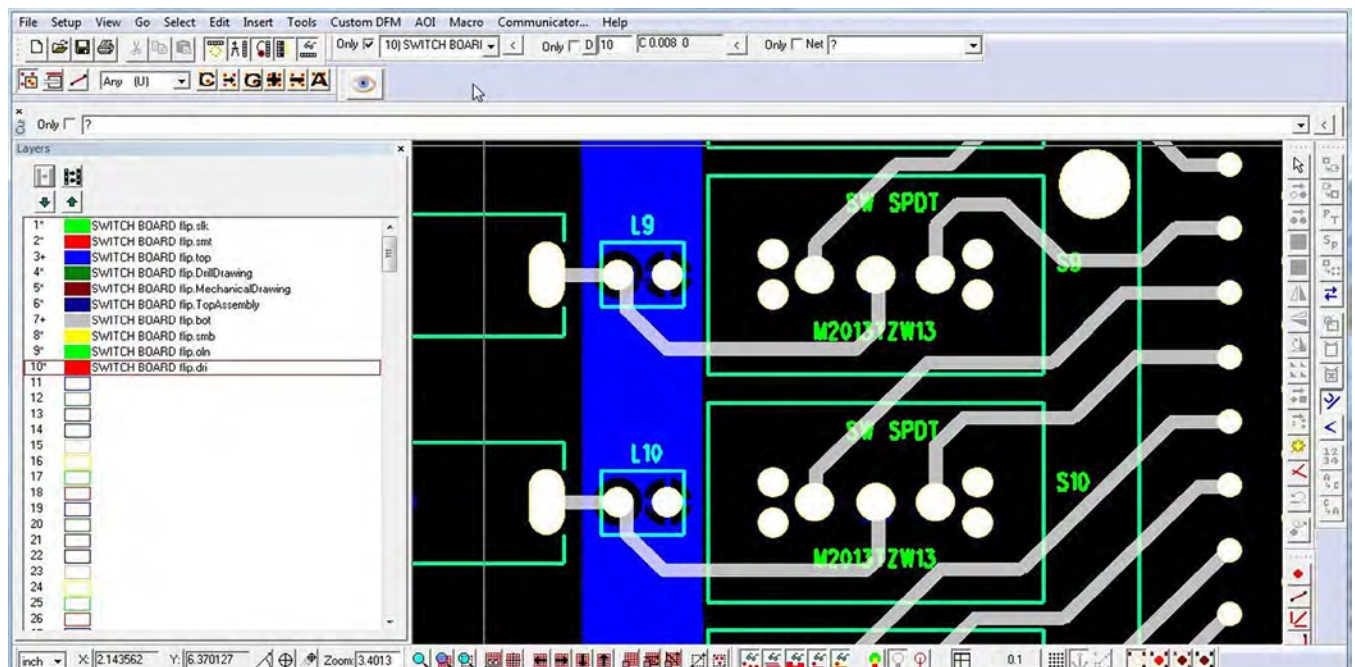 File Setup View Go Select Edit Insert Tools Custom DFM AOI Macro Communicator... Help
Only 10) SWITCH BOARI < Only D 10 C 0.008 0 < Only Net ?
Any (U) C G A
Only ?
Layers
1* SWITCH BOARD flip.slk
2* SWITCH BOARD flip.smt
3+ SWITCH BOARD flip.top
4* SWITCH BOARD flip.DrillDrawing
5* SWITCH BOARD flip.MechanicalDrawing
6* SWITCH BOARD flip.TopAssembly
7+ SWITCH BOARD flip.bot
8* SWITCH BOARD flip.smb
9* SWITCH BOARD flip.oln
10* SWITCH BOARD flip.dri
11
12
13
14
15
16
17
18
19
20
21
22
23
24
25
26
SW SPDT
L9
S9
M2013TZW13
SW SPDT
L10
S10
M2013TZW13
inch X: 2.143562 Y: 6.370127 Zoom: 3.4013 0.1